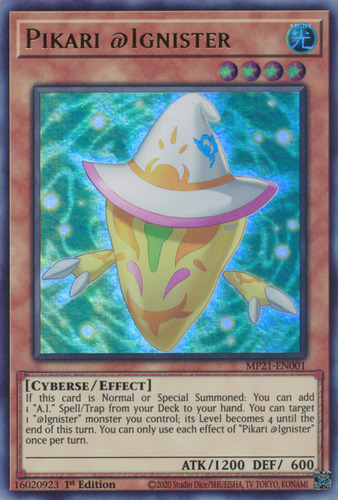 Pikari @Ignister
光
MP21-EN001
[Cyberse/Effect]
If this card is Normal or Special Summoned: You can add
1 "A.I." Spell/Trap from your Deck to your hand. You can target
1 "@Ignister" monster you control; its Level becomes 4 until the
end of this turn. You can only use each effect of "Pikari @Ignister"
once per turn.
ATK/1200 DEF/ 600
16020923 1st Edition ©2020 Studio Dice/SHUEISHA, TV TOKYO, KONAMI